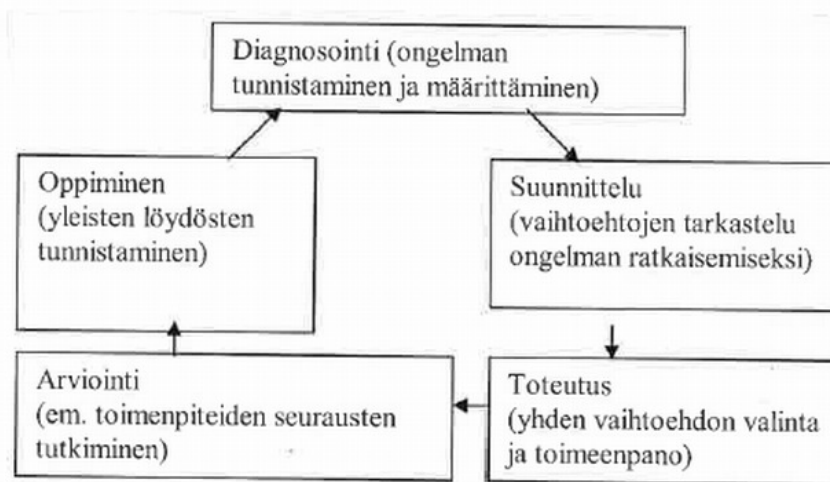 Diagnosointi (ongelman
tunnistaminen ja määrittäminen)
Suunnittelu
(vaihtoehtojen tarkastelu
ongelman ratkaisemiseksi)
Toteutus
(yhden vaihtoehdon valinta
ja toimeenpano)
Arviointi
(em. toimenpiteiden seurausten
tutkiminen)
Oppiminen
(yleisten löydösten
tunnistaminen)